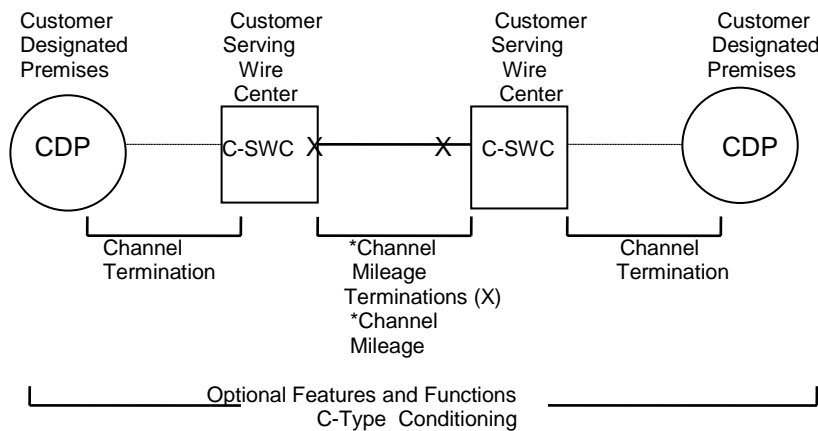 Customer
Designated
Premises
Customer
Serving
Wire
Center
Customer
Serving
Wire
Center
Customer
Designated
Premises
CDP
C-SWC
X
X
C-SWC
CDP
Channel
Termination
*Channel
Mileage
Terminations (X)
*Channel
Mileage
Channel
Termination
Optional Features and Functions
C-Type Conditioning